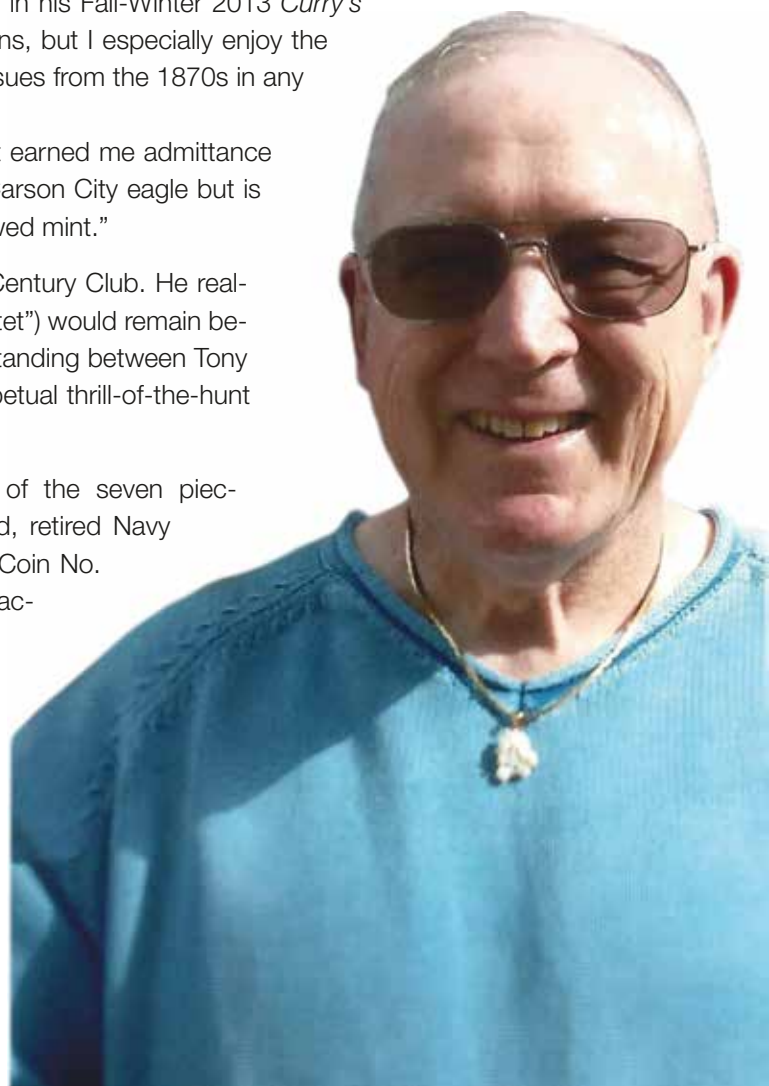 in his Fall-Winter 2013 Curry's
ns, but I especially enjoy the
sues from the 1870s in any
t earned me admittance
Carson City eagle but is
ved mint.”
Century Club. He real-
tet”) would remain be-
tanding between Tony
petual thrill-of-the-hunt
of the seven piec-
d, retired Navy
Coin No.
ac-